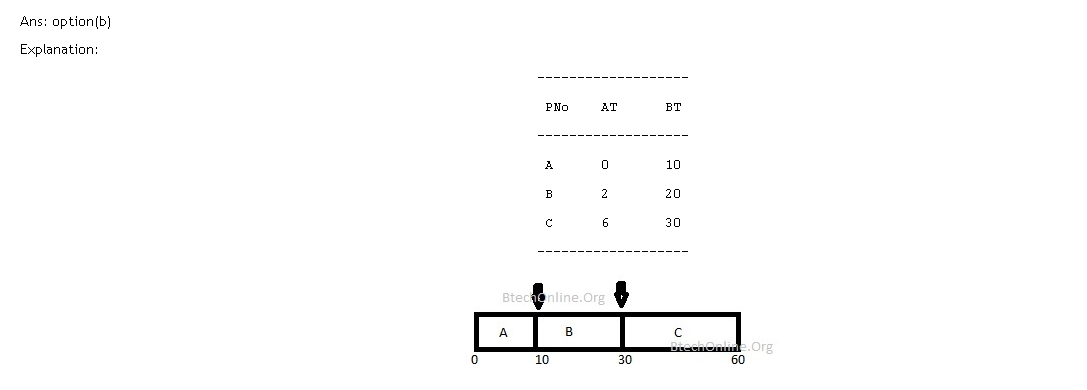 Ans: option(b)
Explanation:
-------------------
PNo AT BT
-------------------
A 0 10
B 2 20
C 6 30
-------------------
BtechOnline.Org
A B C
BtechOnline.Org
0 10 30 60